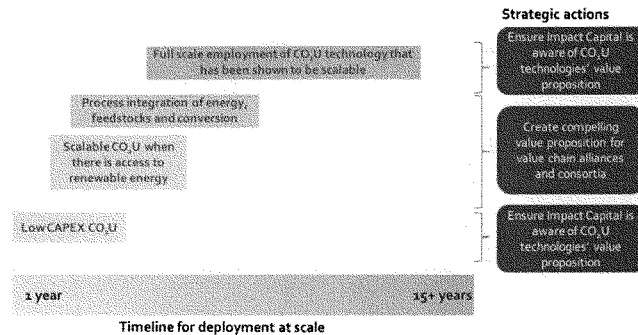 Strategic actions
Full scale employment of CO₂U technology that
has been shown to be scalable
Ensure Impact Capital is
aware of CO₂U
technologies' value
proposition
Process integration of energy,
feedstocks and conversion
Scalable CO₂U when
there is access to
renewable energy
Create compelling
value proposition for
value chain alliances
and consortia
Low CAPEX CO₂U
Ensure Impact Capital is
aware of CO₂U
technologies' value
proposition
1 year
15+ years
Timeline for deployment at scale